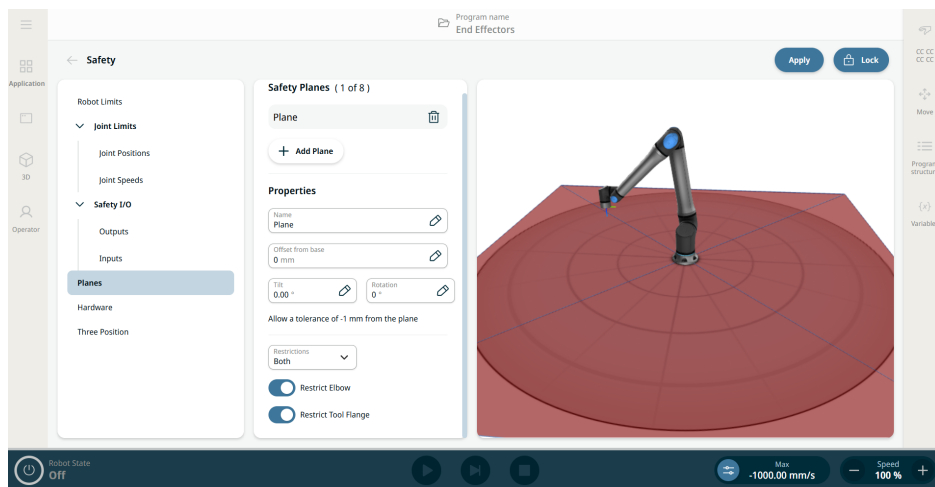 Program name
End Effectors
Application
3D
Operator
Safety
Apply
Lock
Robot Limits
Joint Limits
Joint Positions
Joint Speeds
Safety I/O
Outputs
Inputs
Planes
Hardware
Three Position
Safety Planes ( 1 of 8 )
Plane
Add Plane
Properties
Name
Plane
Offset from base
0 mm
Tilt
0.00 °
Rotation
0 °
Allow a tolerance of -1 mm from the plane
Restrictions
Both
Restrict Elbow
Restrict Tool Flange
CC CC
CC CC
Move
Program
structur
{x}
Variable
Robot State
Off
Max
-1000.00 mm/s
Speed
100 %